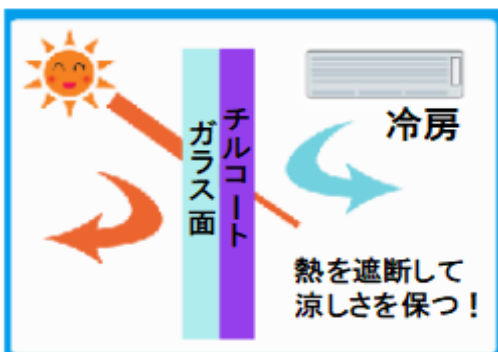 ガラス面
チルコート
冷房
熱を遮断して
涼しさを保つ！